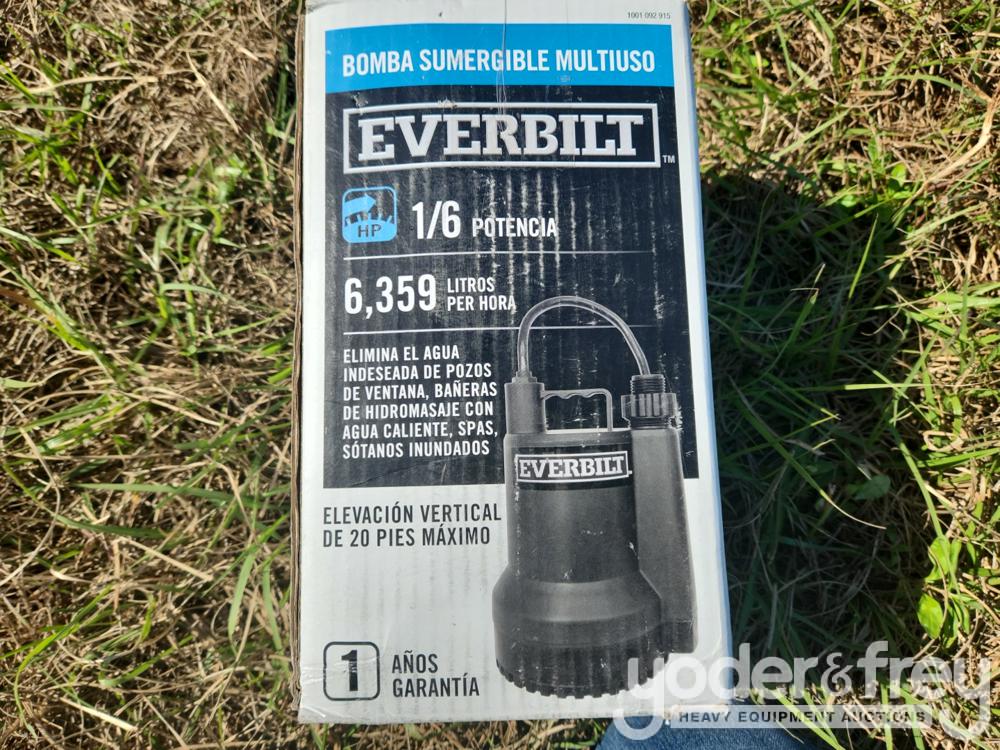 1001 092 915
BOMBA SUMERGIBLE MULTIUSO
EVERBILT™
HP
1/6 POTENCIA
6,359 LITROS
PER HORA
ELIMINA EL AGUA
INDESEADA DE POZOS
DE VENTANA, BAÑERAS
DE HIDROMASAJE CON
AGUA CALIENTE, SPAS,
SÓTANOS INUNDADOS
EVERBILT
ELEVACIÓN VERTICAL
DE 20 PIES MÁXIMO
1 AÑOS
GARANTÍA
yoder&frey
HEAVY EQUIPMENT AUCTIONS